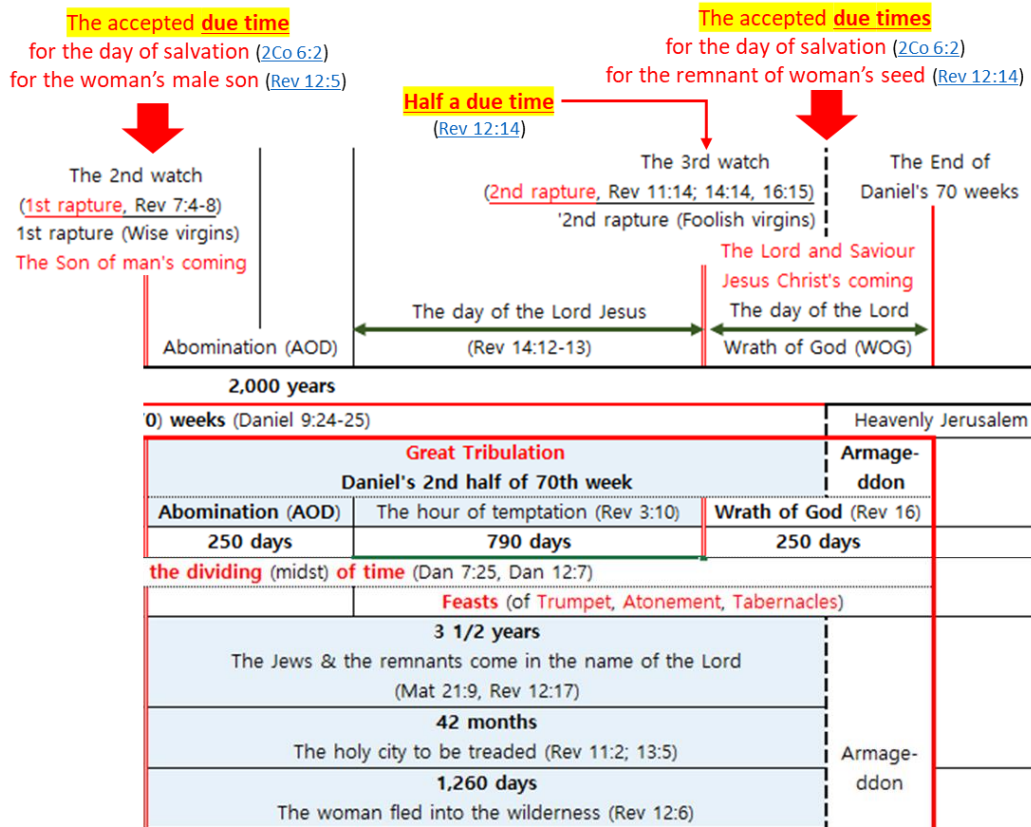 The accepted due time
for the day of salvation (2Co 6:2)
for the woman's male son (Rev 12:5)
The accepted due times
for the day of salvation (2Co 6:2)
for the remnant of woman's seed (Rev 12:14)
Half a due time
(Rev 12:14)
The 2nd watch
(1st rapture, Rev 7:4-8)
1st rapture (Wise virgins)
The Son of man's coming
The 3rd watch
(2nd rapture, Rev 11:14; 14:14, 16:15)
'2nd rapture (Foolish virgins)
The Lord and Saviour
Jesus Christ's coming
The End of
Daniel's 70 weeks
Abomination (AOD)
The day of the Lord Jesus
(Rev 14:12-13)
The day of the Lord
Wrath of God (WOG)
2,000 years
0) weeks (Daniel 9:24-25)
Heavenly Jerusalem
Great Tribulation
Daniel's 2nd half of 70th week
Armage-
ddon
Abomination (AOD)
The hour of temptation (Rev 3:10)
Wrath of God (Rev 16)
250 days
790 days
250 days
the dividing (midst) of time (Dan 7:25, Dan 12:7)
Feasts (of Trumpet, Atonement, Tabernacles)
3 1/2 years
The Jews & the remnants come in the name of the Lord
(Mat 21:9, Rev 12:17)
42 months
The holy city to be treaded (Rev 11:2; 13:5)
1,260 days
The woman fled into the wilderness (Rev 12:6)
Armage-
ddon